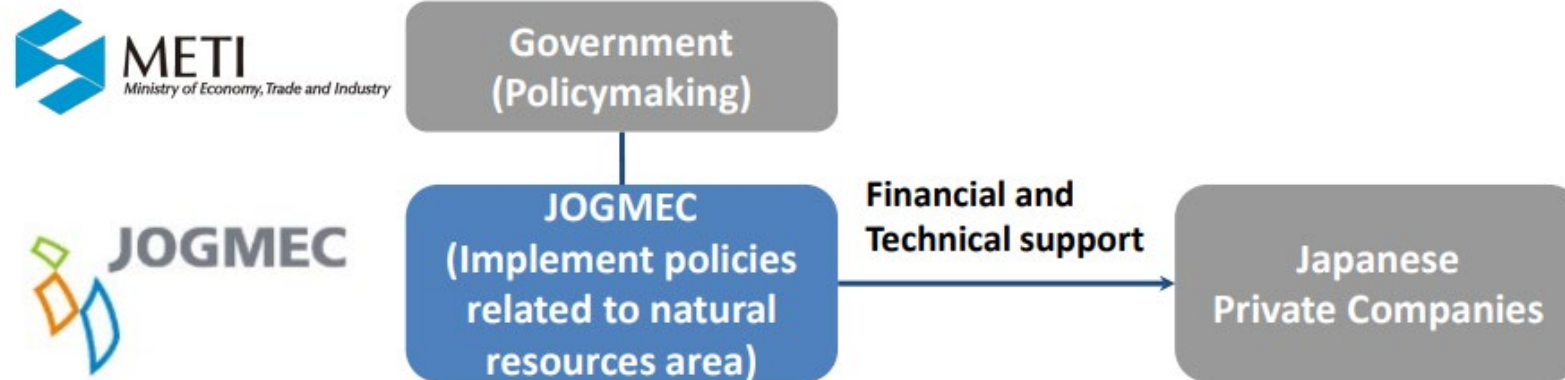 METI
Ministry of Economy, Trade and Industry
Government
(Policymaking)
JOGMEC
JOGMEC
(Implement policies
related to natural
resources area)
Financial and
Technical support
Japanese
Private Companies